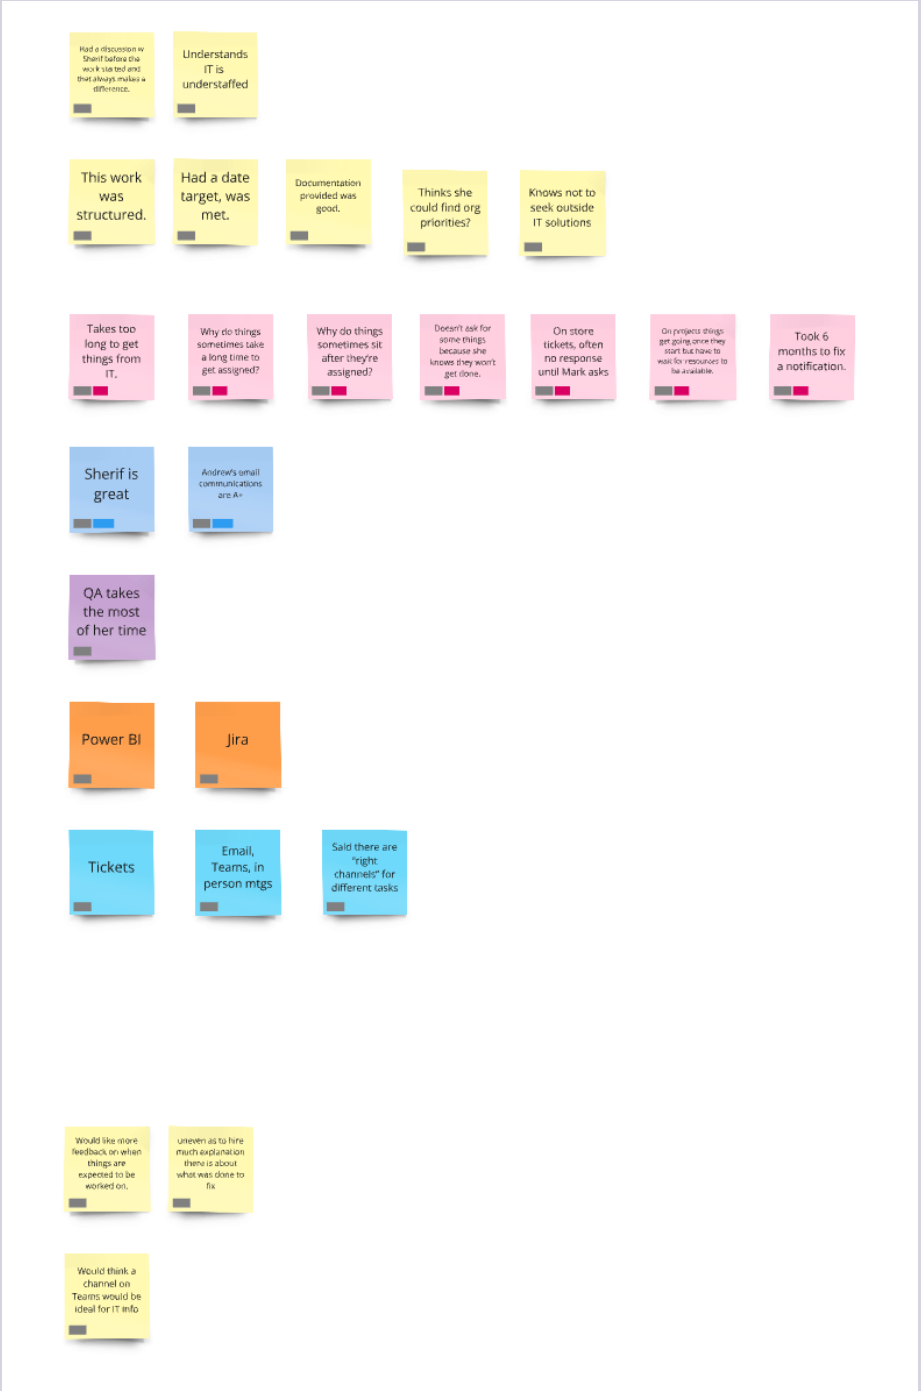 Had a discussion w
Sherif before the
work started and
that always makes a
difference.
Understands
IT is
understaffed
This work
was
structured.
Had a date
target, was
met.
Documentation
provided was
good.
Thinks she
could find org
priorities?
Knows not to
seek outside
IT solutions
Takes too
long to get
things from
IT.
Why do things
sometimes take
a long time to
get assigned?
Why do things
sometimes sit
after they're
assigned?
Doesn't ask for
some things
because she
knows they won't
get done.
On store
tickets, often
no response
until Mark asks
On projects things
get going once they
start but have to
wait for resources to
be available.
Took 6
months to fix
a notification.
Sherif is
great
Andrew's email
communications
are A+
QA takes
the most
of her time
Power BI
Jira
Tickets
Email,
Teams, in
person mtgs
Said there are
"right
channels" for
different tasks
Would like more
feedback on when
things are
expected to be
worked on.
uneven as to hire
much explanation
there is about
what was done to
fix
Would think a
channel on
Teams would be
ideal for IT info